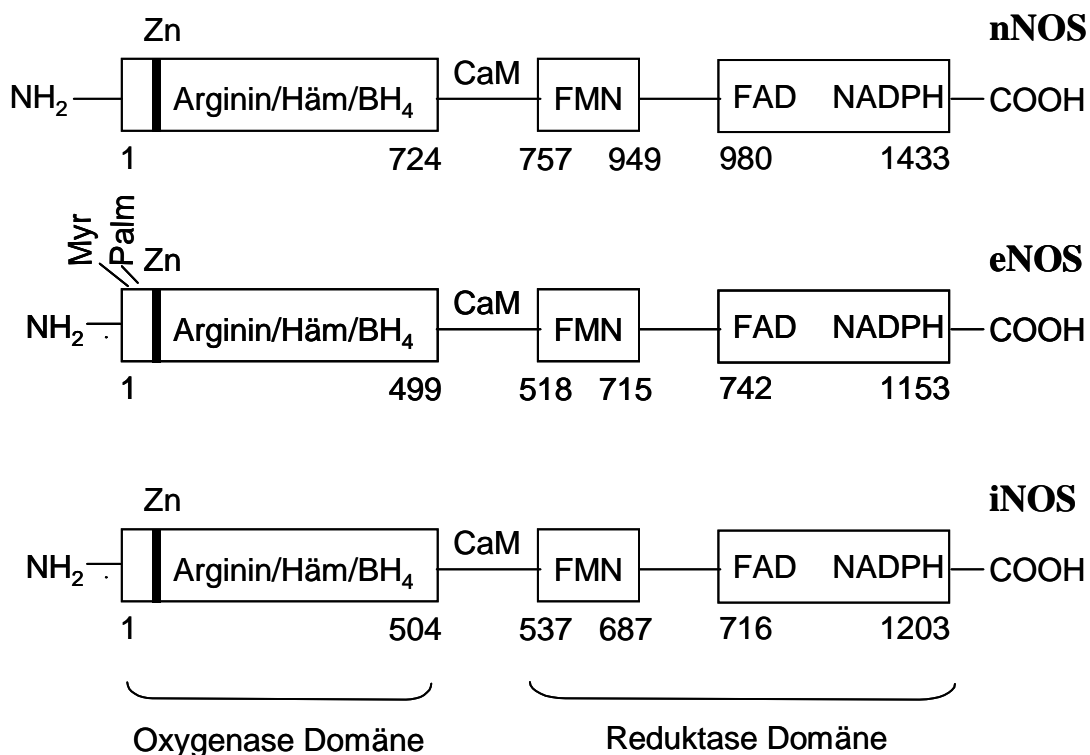 Zn nNOS
CaM
NH₂ Arginin/Häm/BH₄ FMN FAD NADPH COOH
1 724 757 949 980 1433
Myr Palm Zn eNOS
CaM
NH₂ Arginin/Häm/BH₄ FMN FAD NADPH COOH
1 499 518 715 742 1153
Zn iNOS
CaM
NH₂ Arginin/Häm/BH₄ FMN FAD NADPH COOH
1 504 537 687 716 1203
Oxygenase Domäne Reduktase Domäne